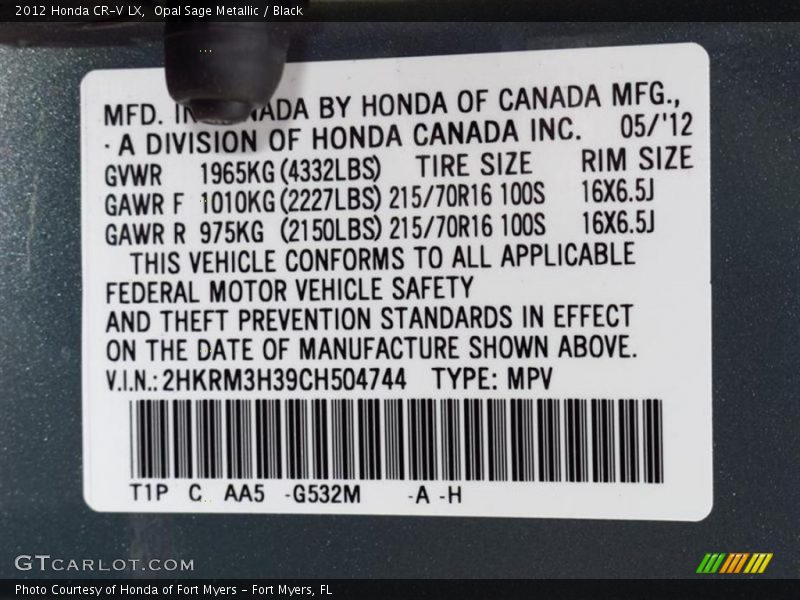 2012 Honda CR-V LX, Opal Sage Metallic / Black
MFD. IN CANADA BY HONDA OF CANADA MFG.,
· A DIVISION OF HONDA CANADA INC. 05/'12
GVWR 1965KG (4332LBS) TIRE SIZE RIM SIZE
GAWR F 1010KG (2227LBS) 215/70R16 100S 16X6.5J
GAWR R 975KG (2150LBS) 215/70R16 100S 16X6.5J
THIS VEHICLE CONFORMS TO ALL APPLICABLE
FEDERAL MOTOR VEHICLE SAFETY
AND THEFT PREVENTION STANDARDS IN EFFECT
ON THE DATE OF MANUFACTURE SHOWN ABOVE.
V.I.N.: 2HKRM3H39CH504744 TYPE: MPV
T1P C AA5 -G532M -A -H
GTCARLOT.COM
Photo Courtesy of Honda of Fort Myers - Fort Myers, FL